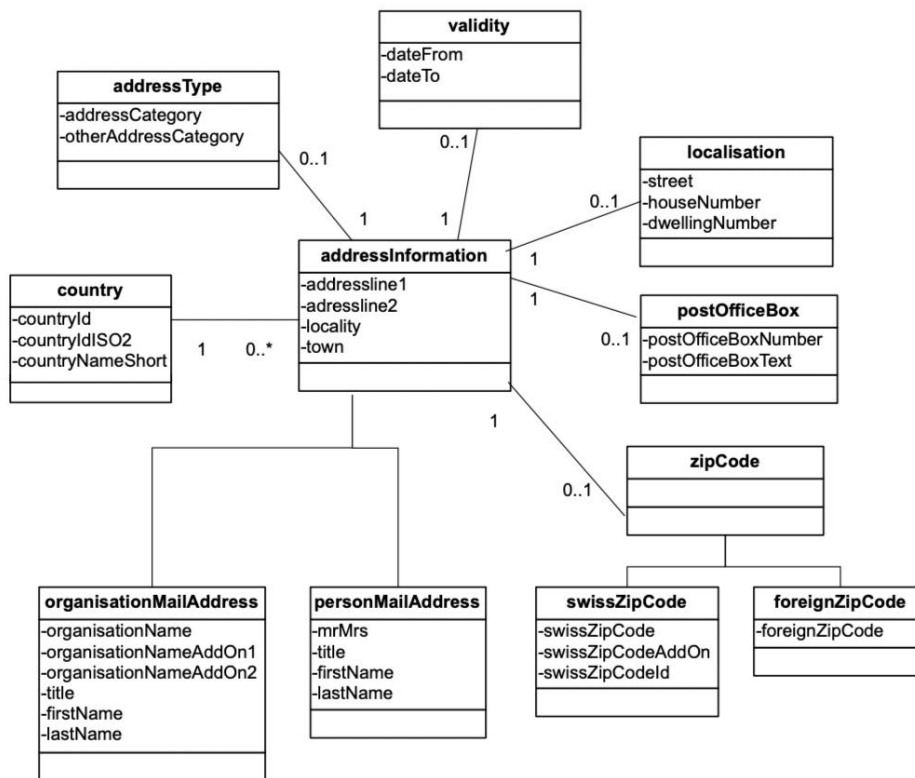 validity
-dateFrom
-dateTo
addressType
-addressCategory
-otherAddressCategory
0..1
0..1
localisation
-street
-houseNumber
-dwellingNumber
0..1
1
1
1
addressInformation
-addressline1
-adressline2
-locality
-town
country
-countryId
-countryIdISO2
-countryNameShort
1
0..*
1
0..1
postOfficeBox
-postOfficeBoxNumber
-postOfficeBoxText
1
0..1
zipCode
organisationMailAddress
-organisationName
-organisationNameAddOn1
-organisationNameAddOn2
-title
-firstName
-lastName
personMailAddress
-mrMrs
-title
-firstName
-lastName
swissZipCode
-swissZipCode
-swissZipCodeAddOn
-swissZipCodeId
foreignZipCode
-foreignZipCode